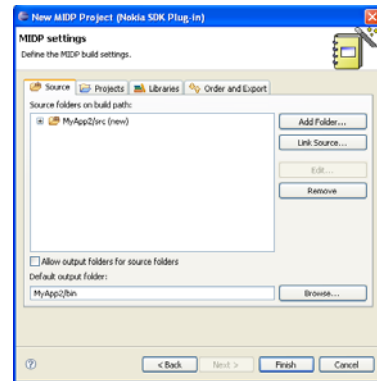 New MIDP Project (Nokia SDK Plug-in)
MIDP settings
Define the MIDP build settings.
Source Projects Libraries Order and Export
Source folders on build path:
MyApp2/src (new)
Add Folder...
Link Source...
Edit...
Remove
Allow output folders for source folders
Default output folder:
MyApp2/bin
Browse...
< Back Next > Finish Cancel